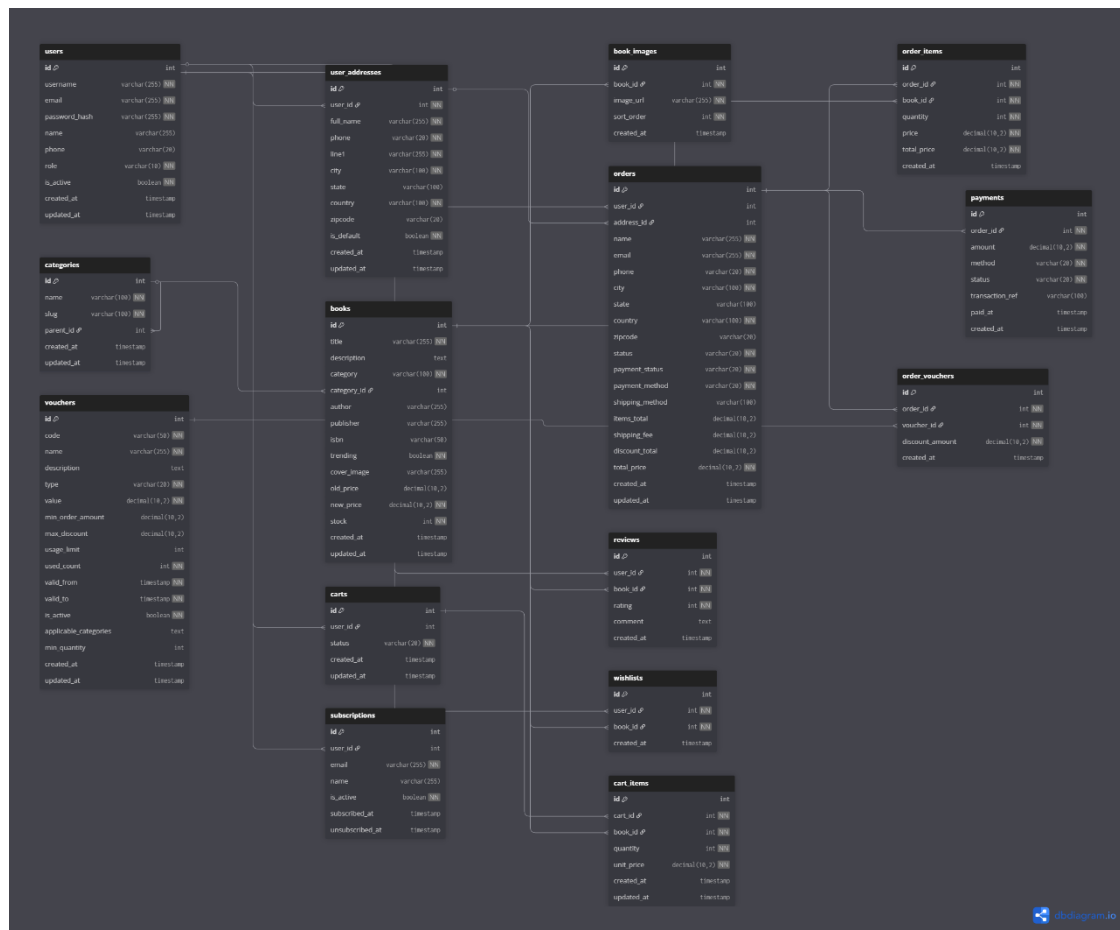 users
id int
username varchar(255) NN
email varchar(255) NN
password_hash varchar(255) NN
name varchar(255)
phone varchar(20)
role varchar(10) NN
is_active boolean NN
created_at timestamp
updated_at timestamp
categories
id int
name varchar(100) NN
slug varchar(100) NN
parent_id int
created_at timestamp
updated_at timestamp
vouchers
id int
code varchar(50) NN
name varchar(255) NN
description text
type varchar(20) NN
value decimal(10,2) NN
min_order_amount decimal(10,2)
max_discount decimal(10,2)
usage_limit int
used_count int NN
valid_from timestamp NN
valid_to timestamp NN
is_active boolean NN
applicable_categories text
min_quantity int
created_at timestamp
updated_at timestamp
user_addresses
id int
user_id int NN
full_name varchar(255) NN
phone varchar(20) NN
line1 varchar(255) NN
city varchar(100) NN
state varchar(100)
country varchar(100) NN
zipcode varchar(20)
is_default boolean NN
created_at timestamp
updated_at timestamp
books
id int
title varchar(255) NN
description text
category varchar(100) NN
category_id int
author varchar(255)
publisher varchar(255)
isbn varchar(50)
trending boolean NN
cover_image varchar(255)
old_price decimal(10,2)
new_price decimal(10,2) NN
stock int NN
created_at timestamp
updated_at timestamp
carts
id int
user_id int
status varchar(20) NN
created_at timestamp
updated_at timestamp
subscriptions
id int
user_id int
email varchar(255) NN
name varchar(255)
is_active boolean NN
subscribed_at timestamp
unsubscribed_at timestamp
book_images
id int
book_id int NN
image_url varchar(255) NN
sort_order int NN
created_at timestamp
orders
id int
user_id int
address_id int
name varchar(255) NN
email varchar(255) NN
phone varchar(20) NN
city varchar(100) NN
state varchar(100)
country varchar(100) NN
zipcode varchar(20)
status varchar(20) NN
payment_status varchar(20) NN
payment_method varchar(20) NN
shipping_method varchar(100)
items_total decimal(10,2)
shipping_fee decimal(10,2)
discount_total decimal(10,2)
total_price decimal(10,2) NN
created_at timestamp
updated_at timestamp
reviews
id int
user_id int NN
book_id int NN
rating int NN
comment text
created_at timestamp
wishlists
id int
user_id int NN
book_id int NN
created_at timestamp
cart_items
id int
cart_id int NN
book_id int NN
quantity int NN
unit_price decimal(10,2) NN
created_at timestamp
updated_at timestamp
order_items
id int
order_id int NN
book_id int NN
quantity int NN
price decimal(10,2) NN
total_price decimal(10,2) NN
created_at timestamp
payments
id int
order_id int NN
amount decimal(10,2) NN
method varchar(20) NN
status varchar(20) NN
transaction_ref varchar(100)
paid_at timestamp
created_at timestamp
order_vouchers
id int
order_id int NN
voucher_id int NN
discount_amount decimal(10,2) NN
created_at timestamp
dbdiagram.io